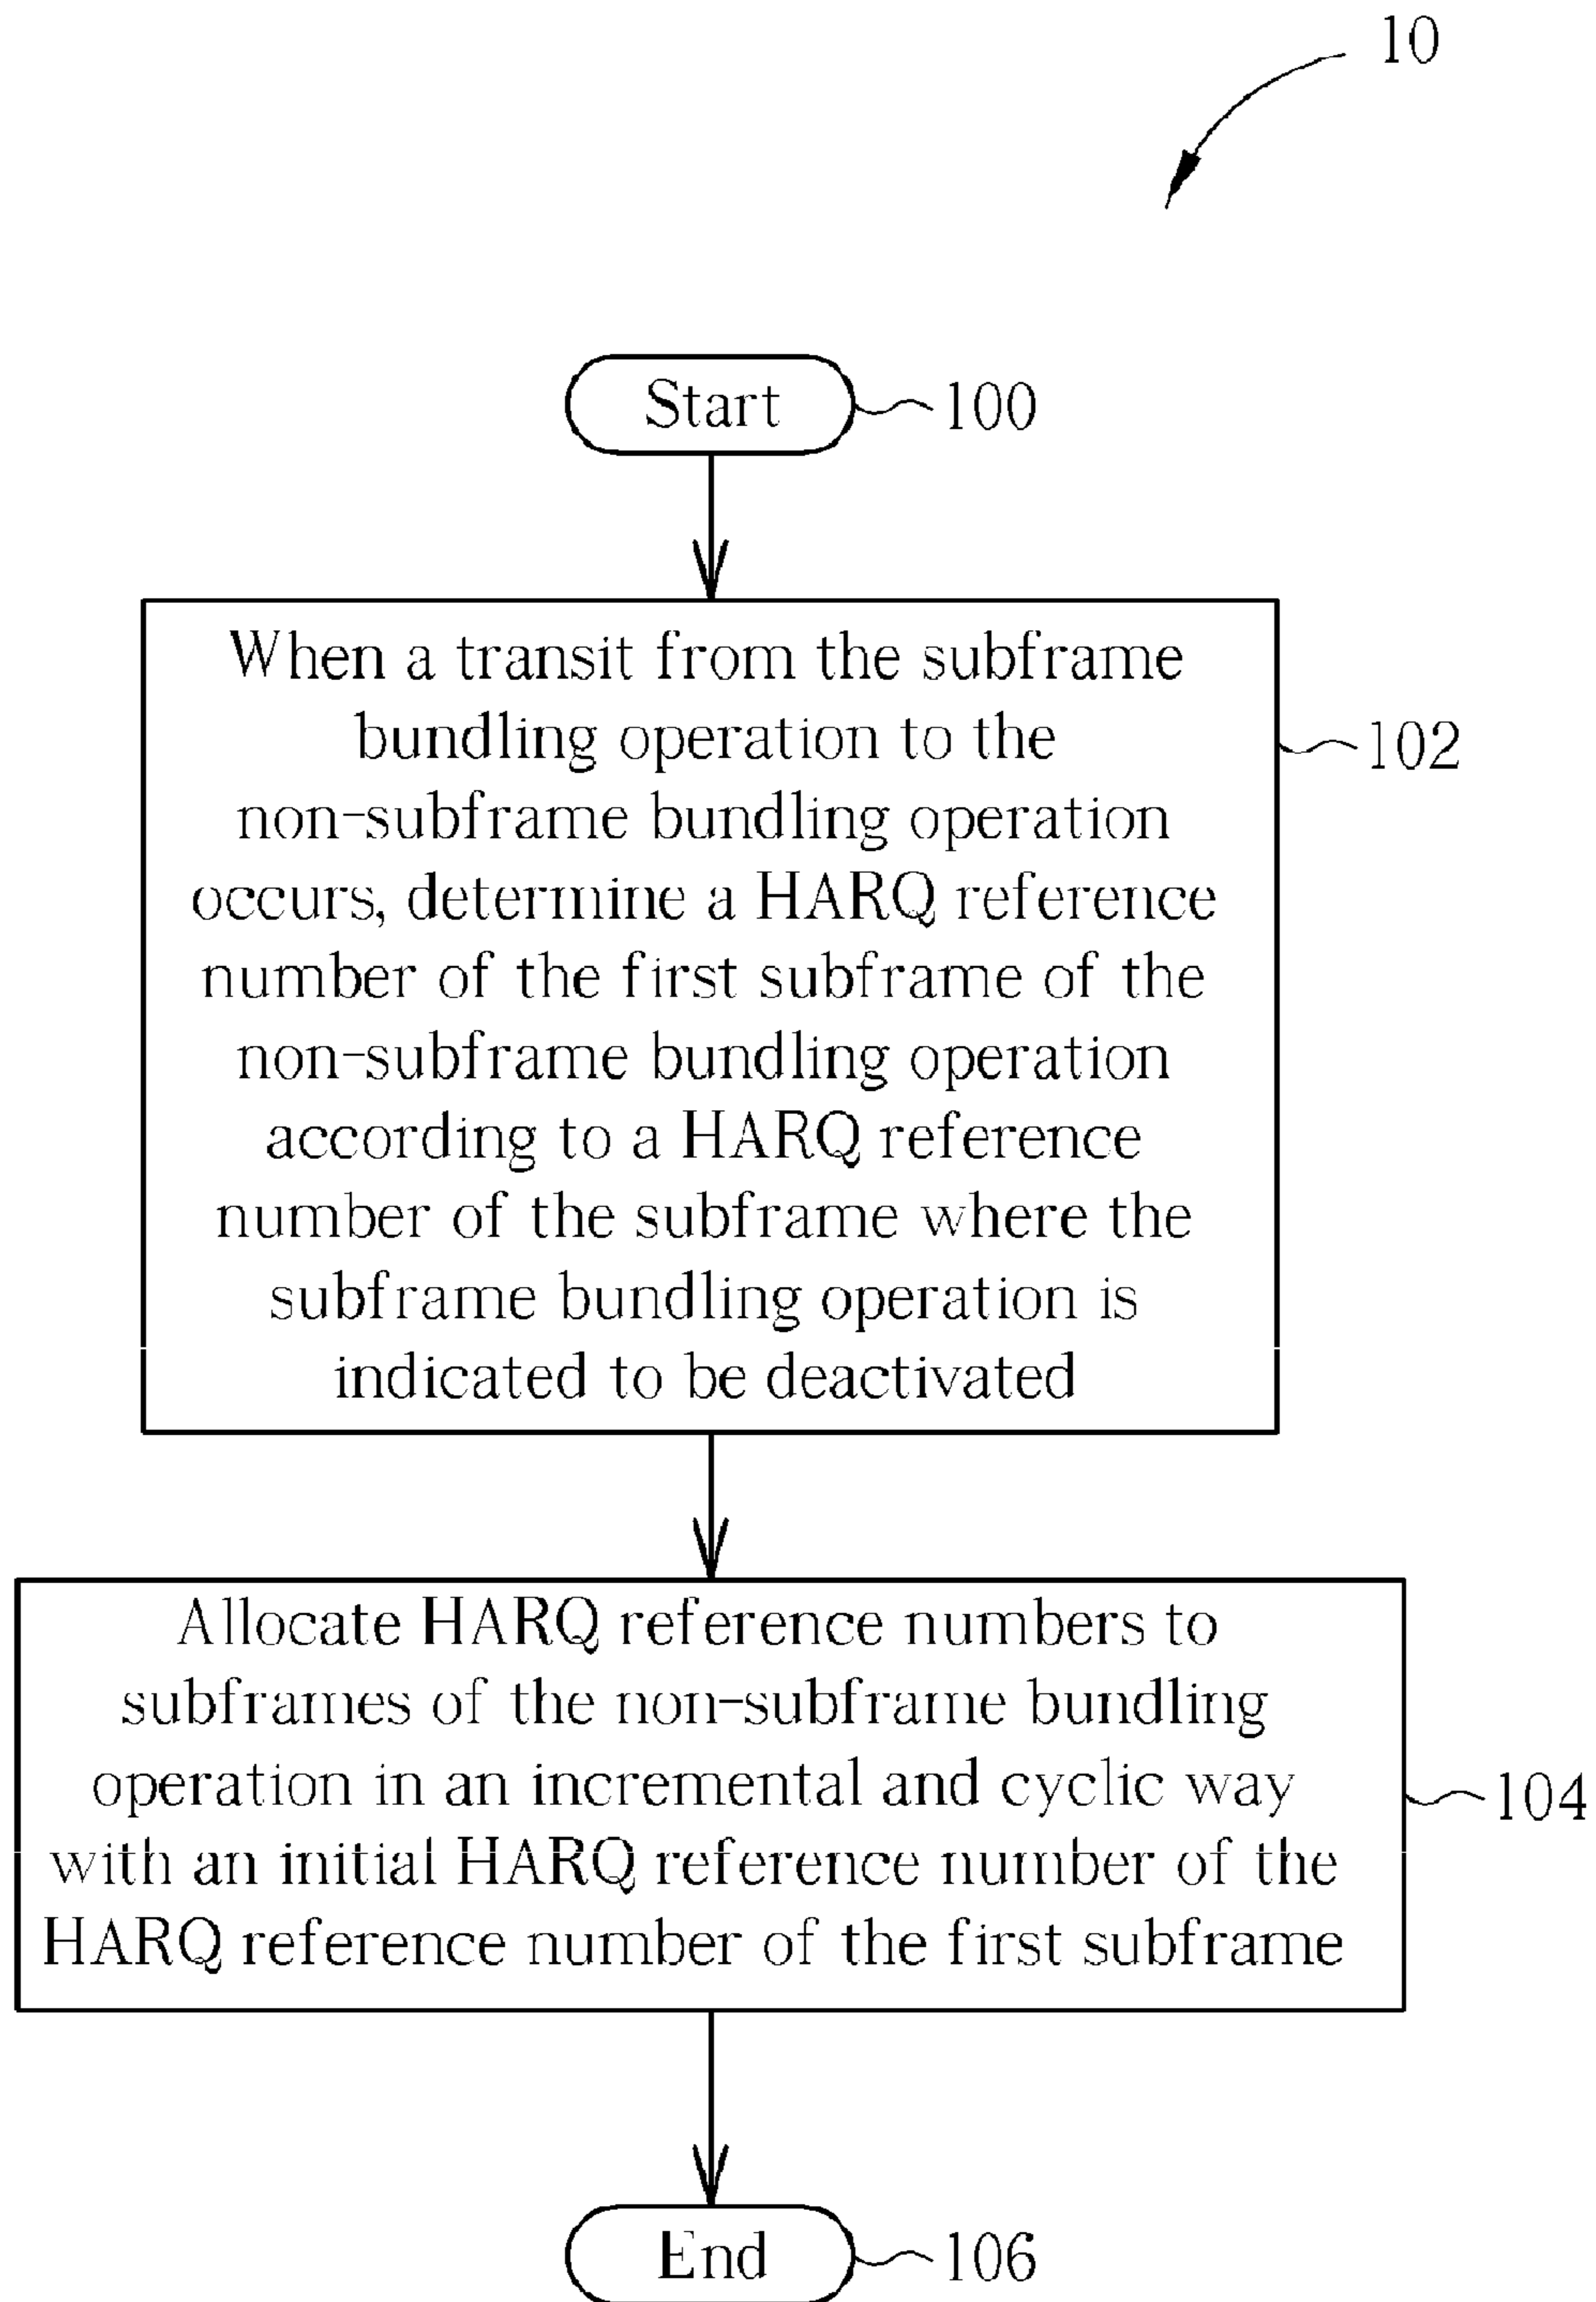 10
Start
100
When a transit from the subframe
bundling operation to the
non-subframe bundling operation
occurs, determine a HARQ reference
number of the first subframe of the
non-subframe bundling operation
according to a HARQ reference
number of the subframe where the
subframe bundling operation is
indicated to be deactivated
102
Allocate HARQ reference numbers to
subframes of the non-subframe bundling
operation in an incremental and cyclic way
with an initial HARQ reference number of the
HARQ reference number of the first subframe
104
End
106